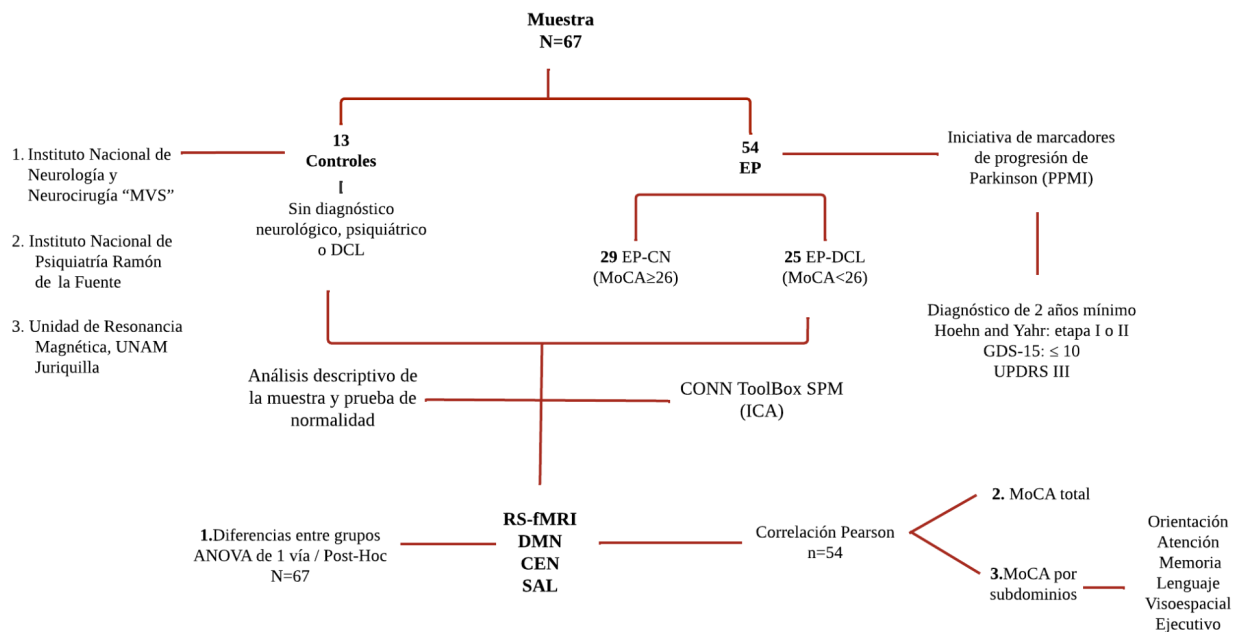 Muestra
N=67
13
Controles
[
Sin diagnóstico
neurológico, psiquiátrico
o DCL
1. Instituto Nacional de
Neurología y
Neurocirugía “MVS”
2. Instituto Nacional de
Psiquiatría Ramón
de la Fuente
3. Unidad de Resonancia
Magnética, UNAM
Juriquilla
54
EP
29 EP-CN
(MoCA≥26)
25 EP-DCL
(MoCA<26)
Iniciativa de marcadores
de progresión de
Parkinson (PPMI)
Diagnóstico de 2 años mínimo
Hoehn and Yahr: etapa I o II
GDS-15: ≤ 10
UPDRS III
Análisis descriptivo de
la muestra y prueba de
normalidad
CONN ToolBox SPM
(ICA)
1.Diferencias entre grupos
ANOVA de 1 vía / Post-Hoc
N=67
RS-fMRI
DMN
CEN
SAL
Correlación Pearson
n=54
2. MoCA total
3.MoCA por
subdominios
Orientación
Atención
Memoria
Lenguaje
Visoespacial
Ejecutivo